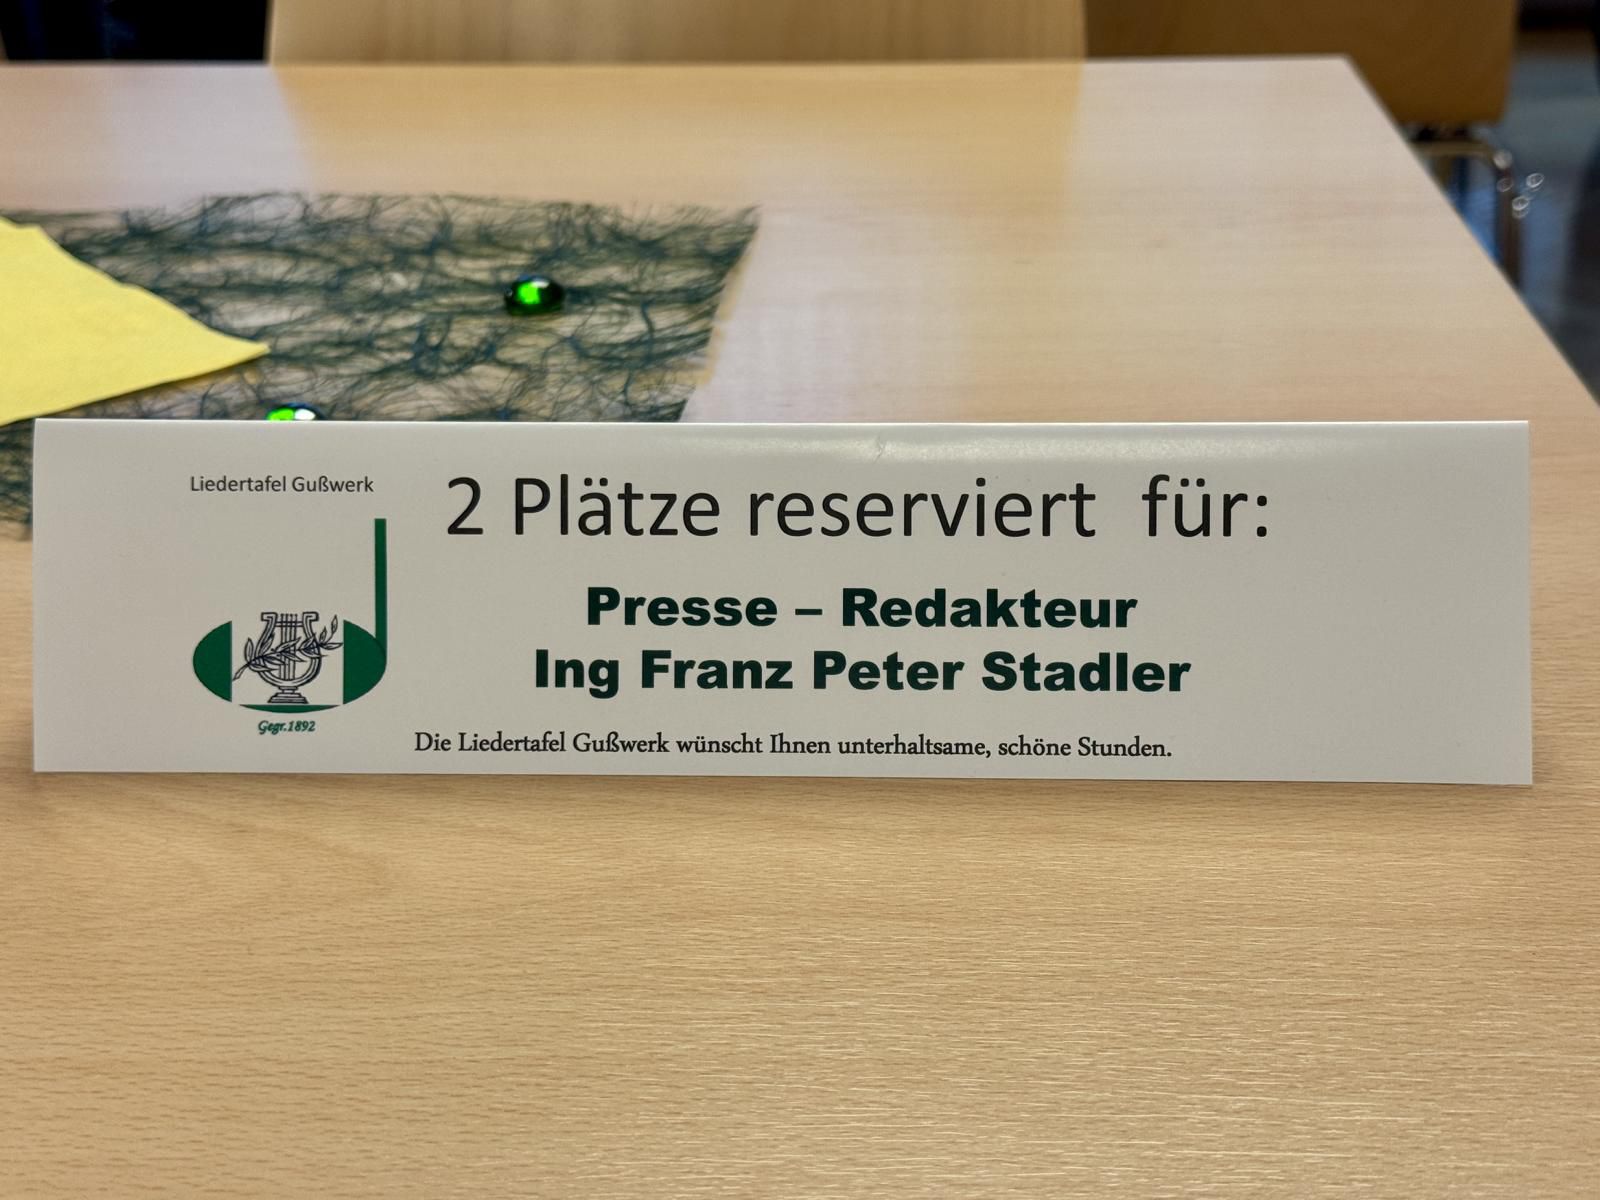 Liedertafel Gußwerk
2 Plätze reserviert für:
Presse – Redakteur
Ing Franz Peter Stadler
Gegr.1892
Die Liedertafel Gußwerk wünscht Ihnen unterhaltsame, schöne Stunden.